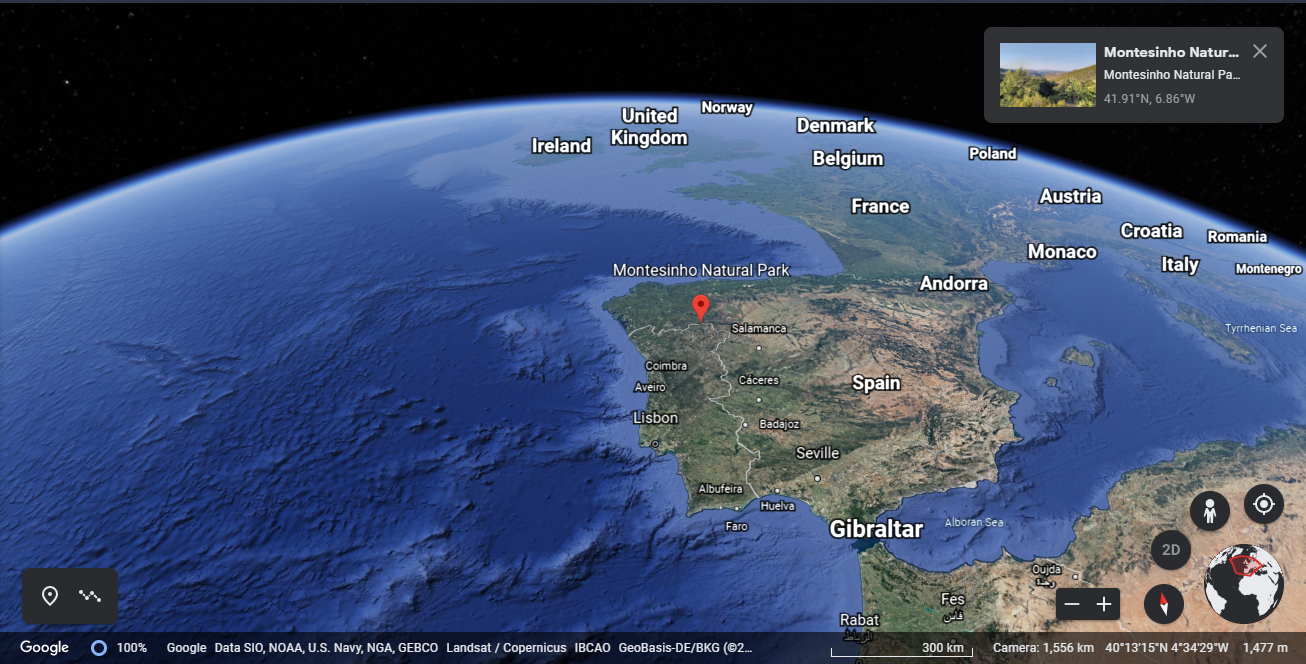 Montesinho Natur...
Montesinho Natural Pa...
41.91°N, 6.86°W
Norway
United
Kingdom
Denmark
Ireland
Belgium
Poland
Austria
France
Croatia
Romania
Monaco
Italy
Montenegro
Montesinho Natural Park
Andorra
Salamanca
Tyrrhenian Sea
Coimbra
Cáceres
Spain
Aveiro
Lisbon
Badajoz
Seville
Albufeira
Huelva
Faro
Gibraltar
Alboran Sea
2D
Oujda
وجدة
Fes
فاس
Rabat
الرباط
Google 100% Google Data SIO, NOAA, U.S. Navy, NGA, GEBCO Landsat / Copernicus IBCAO GeoBasis-DE/BKG (©2... 300 km Camera: 1,556 km 40°13'15"N 4°34'29"W 1,477 m